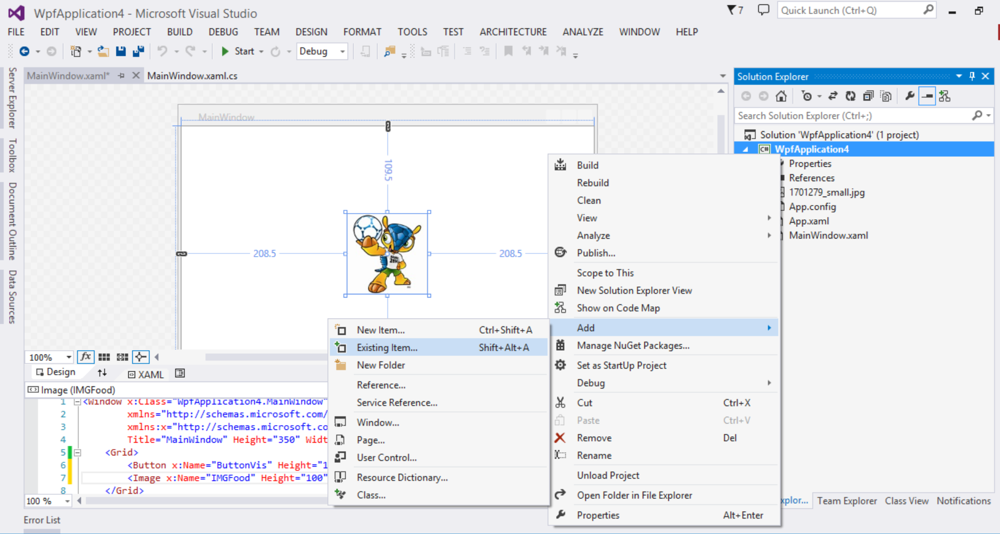 WpfApplication4 - Microsoft Visual Studio
7
Quick Launch (Ctrl+Q)
FILE EDIT VIEW PROJECT BUILD DEBUG TEAM DESIGN FORMAT TOOLS TEST ARCHITECTURE ANALYZE WINDOW HELP
Start
Debug
Server Explorer
Toolbox
Document Outline
Data Sources
MainWindow.xaml*
MainWindow.xaml.cs
MainWindow
109.5
208.5
208.5
100%
fx
Design
XAML
Image (IMGFood)
1 <Window x:Class="WpfApplication4.MainWindow"
2 xmlns="http://schemas.microsoft.com/
3 xmlns:x="http://schemas.microsoft.co
4 Title="MainWindow" Height="350" Widt
5 <Grid>
6 <Button x:Name="ButtonVis" Height="1
7 <Image x:Name="IMGFood" Height="100"
8 </Grid>
100 %
Error List
New Item... Ctrl+Shift+A
Existing Item... Shift+Alt+A
New Folder
Reference...
Service Reference...
Window...
Page...
User Control...
Resource Dictionary...
Class...
Build
Rebuild
Clean
View
Analyze
Publish...
Scope to This
New Solution Explorer View
Show on Code Map
Add
Manage NuGet Packages...
Set as StartUp Project
Debug
Cut Ctrl+X
Paste Ctrl+V
Remove Del
Rename
Unload Project
Open Folder in File Explorer
Properties Alt+Enter
Solution Explorer
Search Solution Explorer (Ctrl+;)
Solution 'WpfApplication4' (1 project)
C# WpfApplication4
Properties
References
1701279_small.jpg
App.config
App.xaml
MainWindow.xaml
xplor... Team Explorer Class View Notifications